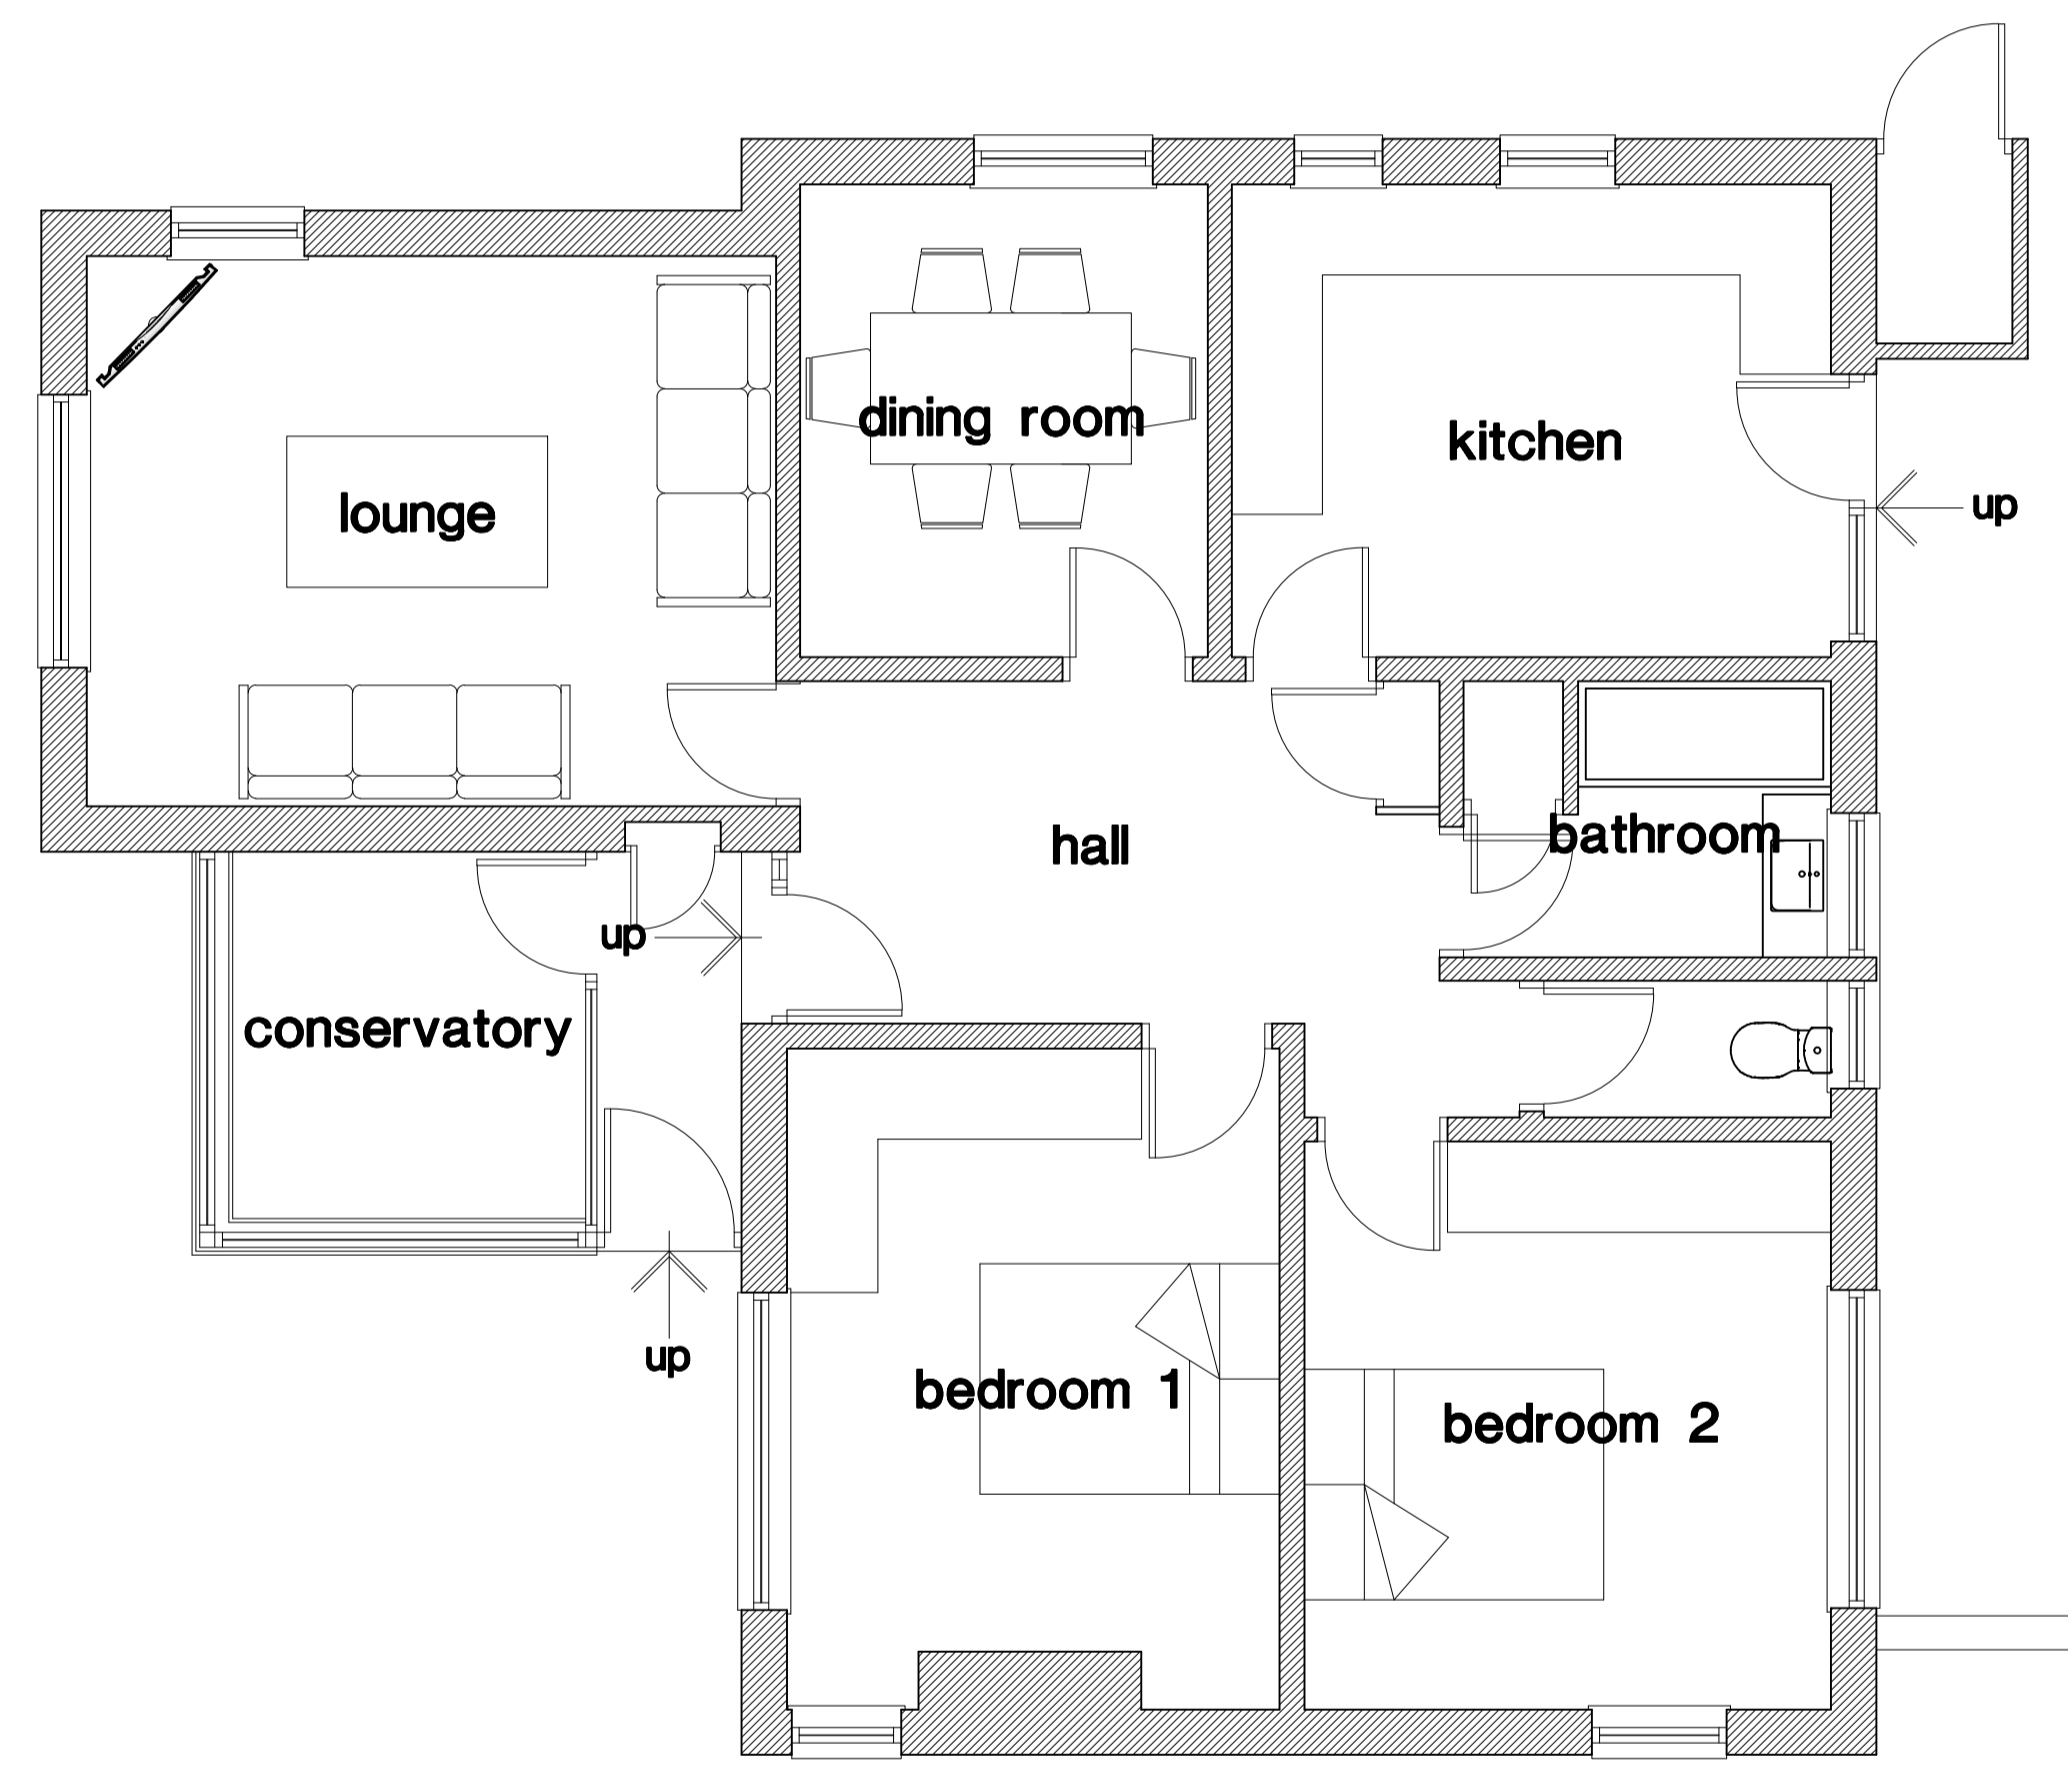 dining room
kitchen
lounge
up
hall
bathroom
up
conservatory
up
bedroom 1
bedroom 2